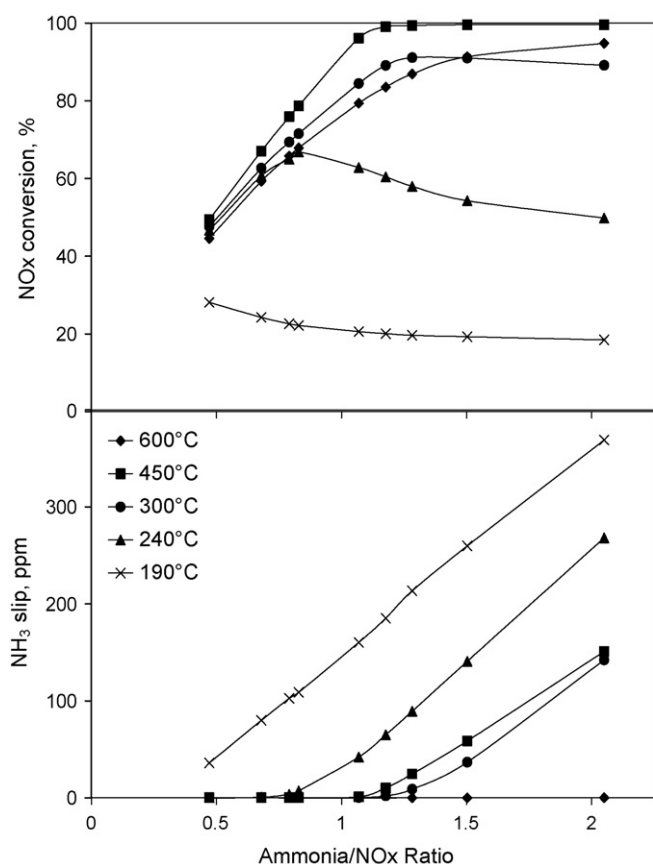 100
80
60
40
20
0
NOx conversion, %
600°C
450°C
300°C
240°C
190°C
300
200
100
0
NH₃ slip, ppm
0
0.5
1
1.5
2
Ammonia/NOx Ratio